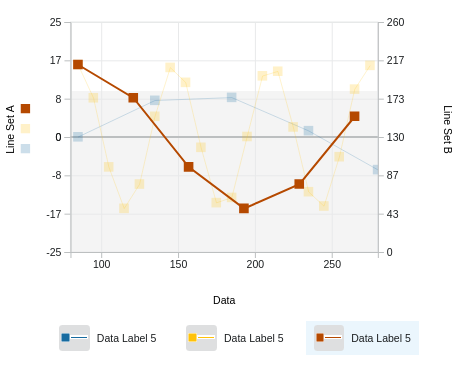 25 260
17 217
8 173
0 130
-8 87
-17 43
-25 0
Line Set A
Line Set B
100 150 200 250
Data
Data Label 5 Data Label 5 Data Label 5